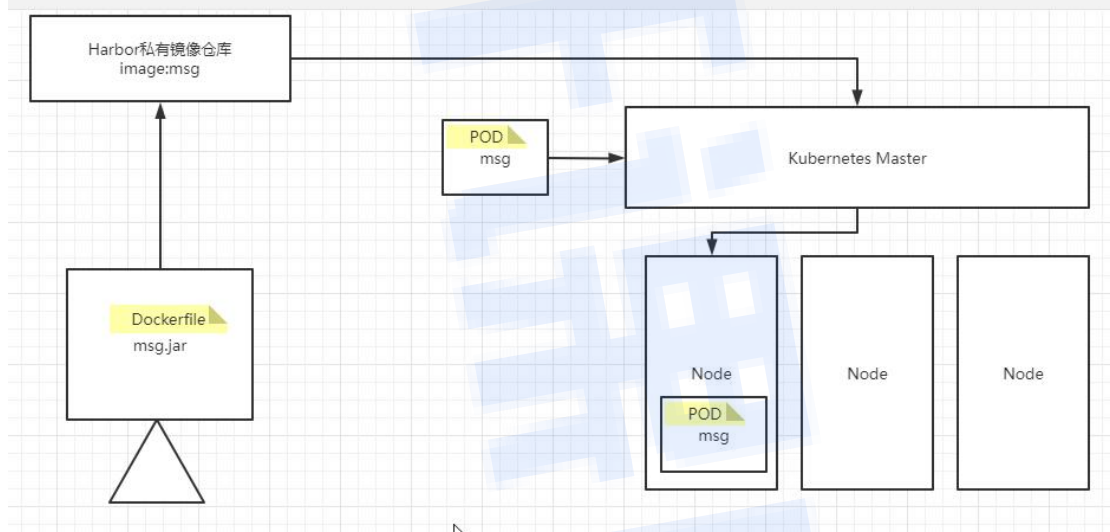 Harbor私有镜像仓库
image:msg
POD
msg
Kubernetes Master
Dockerfile
msg.jar
Node
POD
msg
Node
Node